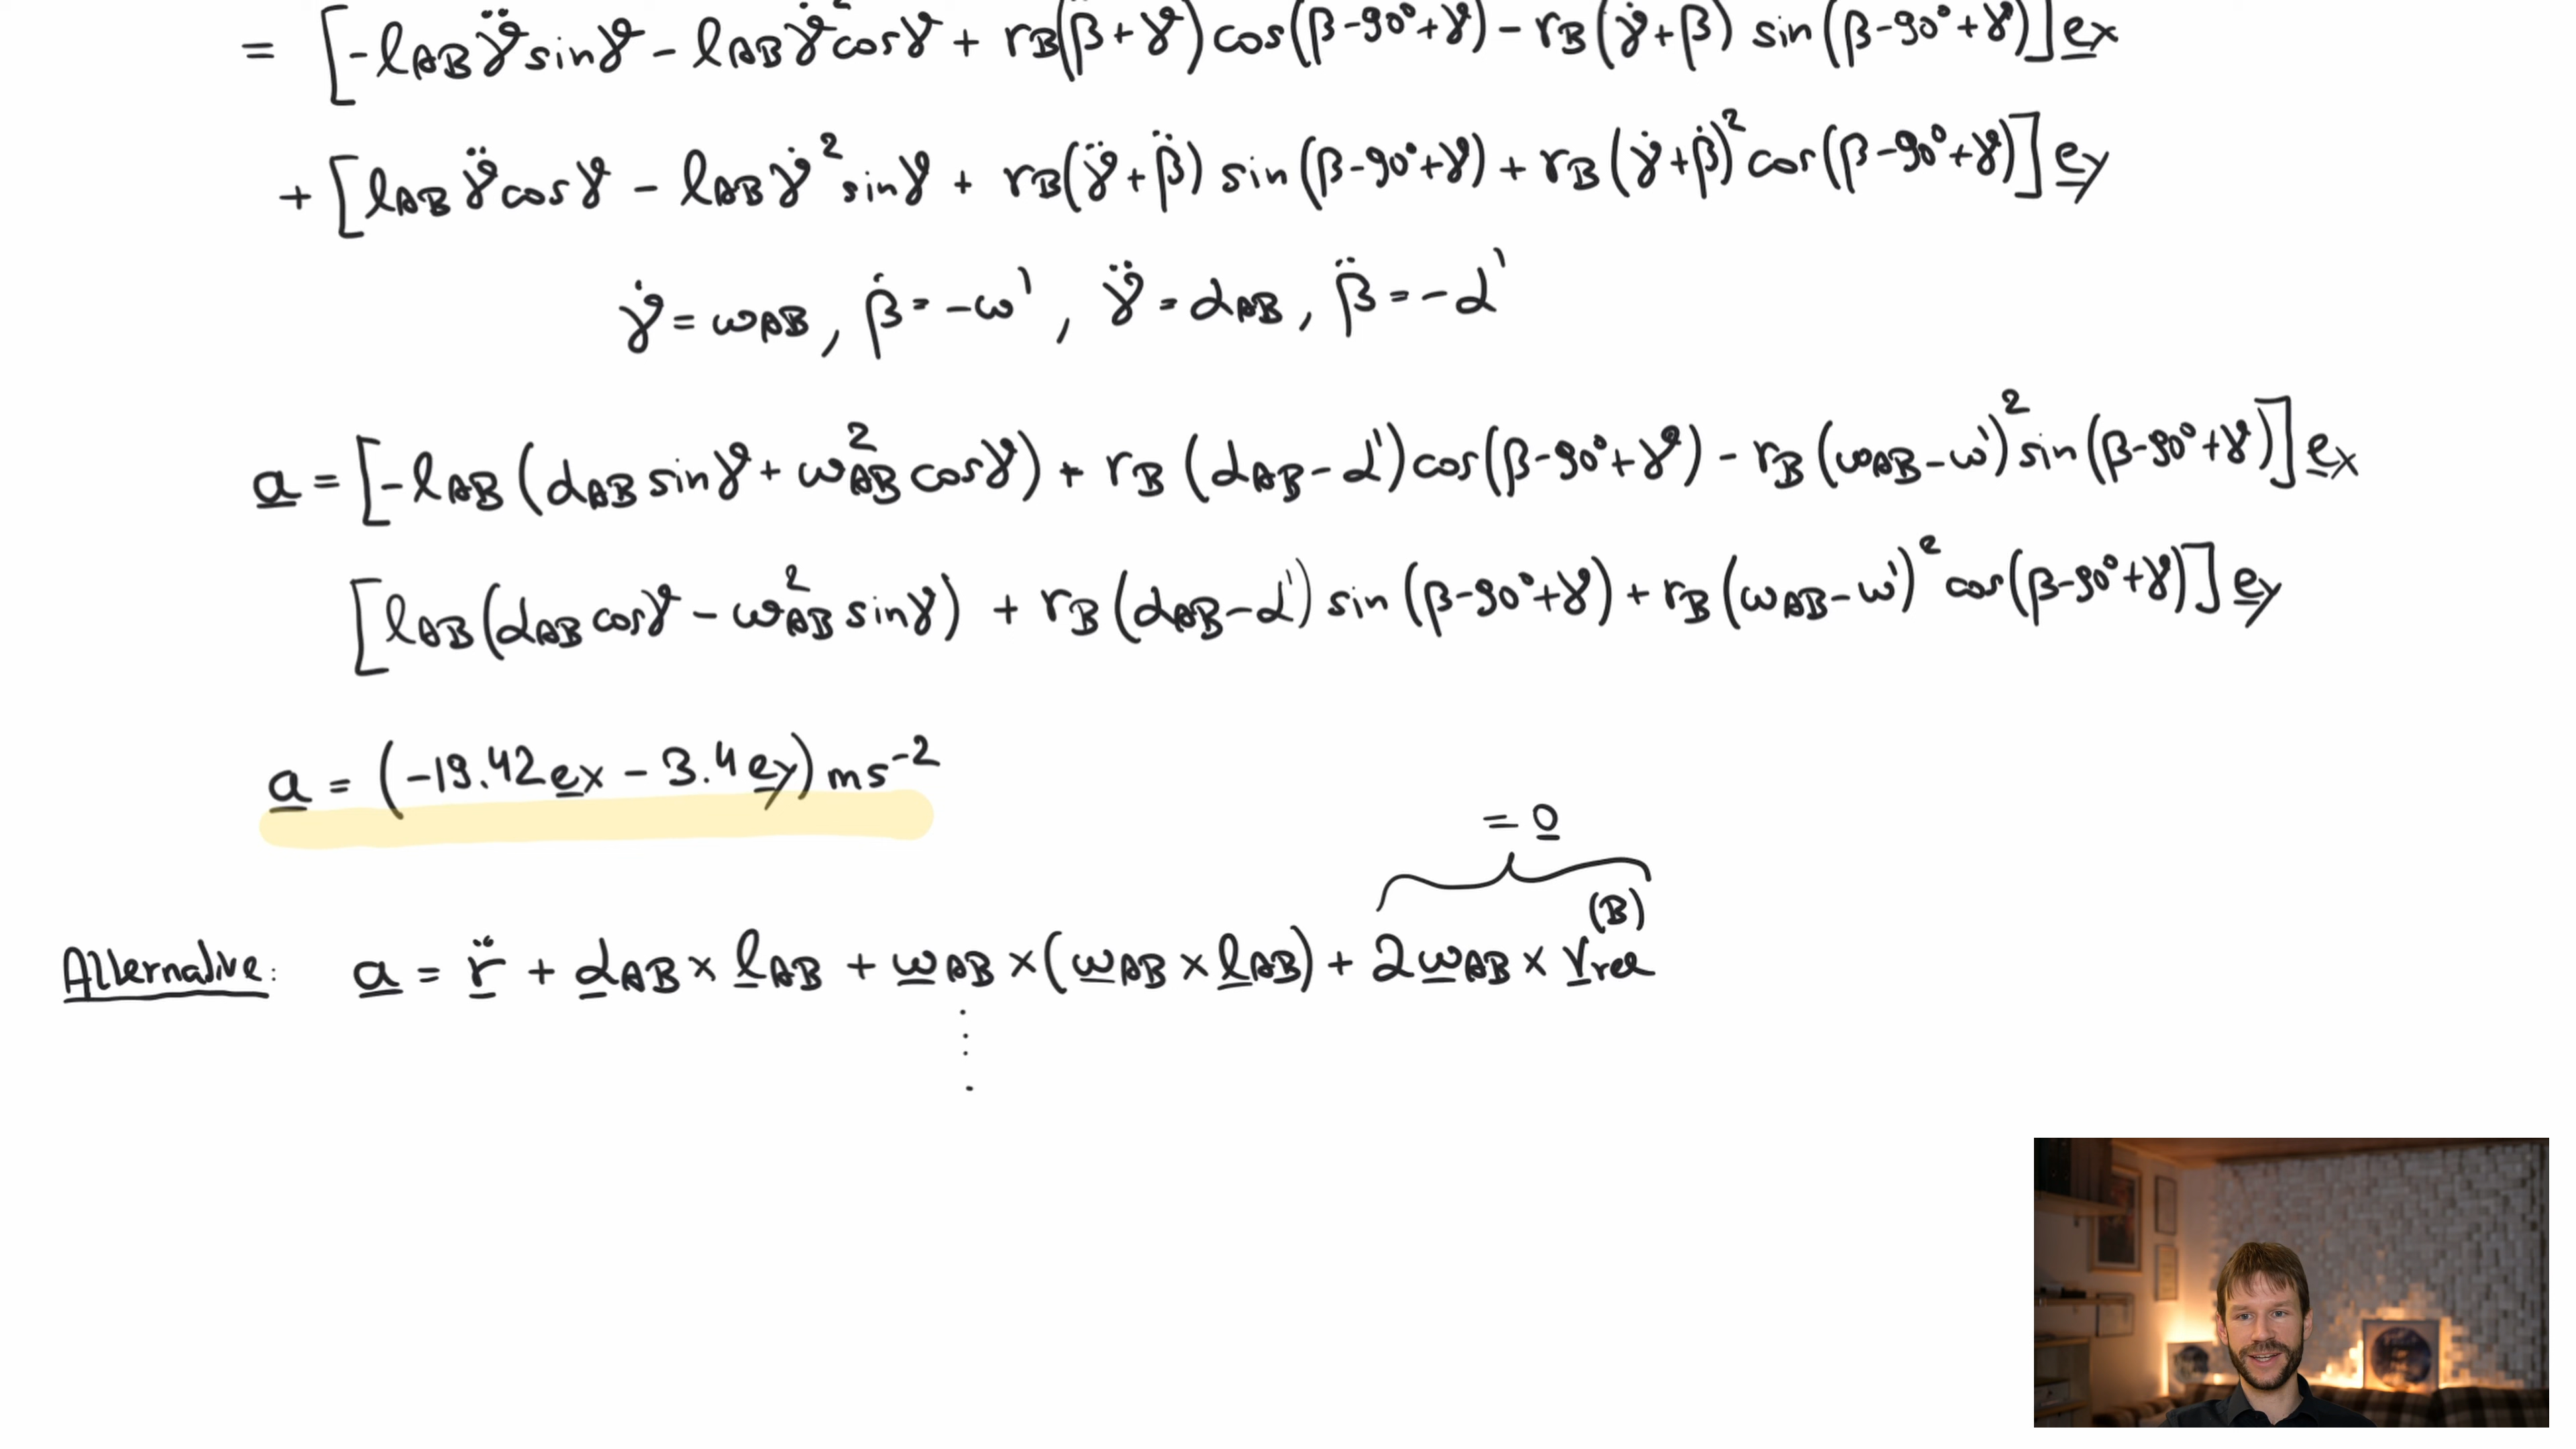 = [-l_AB γ̈ sinγ - l_AB γ̇² cosγ + r_B(β̈+γ̈) cos(β-90°+γ) - r_B(γ̇+β̇) sin(β-90°+γ)] e_x
+ [l_AB γ̈ cosγ - l_AB γ̇² sinγ + r_B(γ̈+β̈) sin(β-90°+γ) + r_B(γ̇+β̇)² cos(β-90°+γ)] e_y
γ̇ = ω_AB, β̇ = -ω', γ̈ = α_AB, β̈ = -α'
a = [-l_AB(α_AB sinγ + ω²_AB cosγ) + r_B(α_AB-α') cos(β-90°+γ) - r_B(ω_AB-ω')² sin(β-90°+γ)] e_x
[l_AB(α_AB cosγ - ω²_AB sinγ) + r_B(α_AB-α') sin(β-90°+γ) + r_B(ω_AB-ω')² cos(β-90°+γ)] e_y
a = (-19.42 e_x - 3.4 e_y) ms⁻²
= 0
Alternative: a = r̈ + α_AB × l_AB + ω_AB × (ω_AB × l_AB) + 2ω_AB × v_rel^(B)